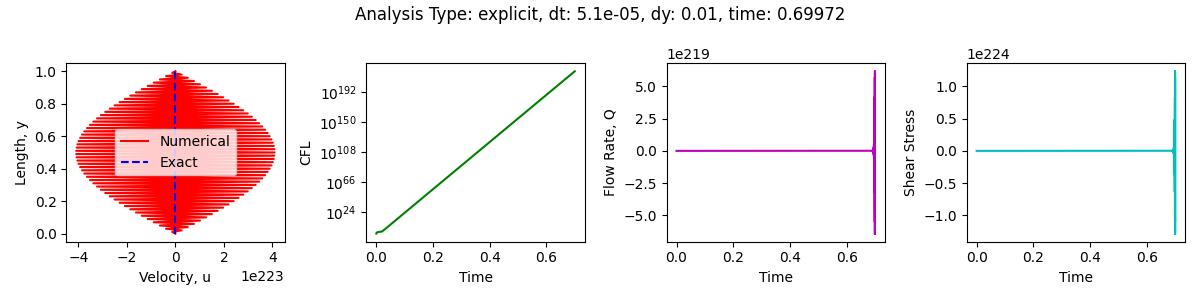 Analysis Type: explicit, dt: 5.1e-05, dy: 0.01, time: 0.69972
1.0
0.8
0.6
0.4
0.2
0.0
Length, y
Numerical
Exact
−4 −2 0 2 4
Velocity, u 1e223
10^192
10^150
10^108
10^66
10^24
CFL
0.0 0.2 0.4 0.6
Time
1e219
5.0
2.5
0.0
−2.5
−5.0
Flow Rate, Q
0.0 0.2 0.4 0.6
Time
1e224
1.0
0.5
0.0
−0.5
−1.0
Shear Stress
0.0 0.2 0.4 0.6
Time